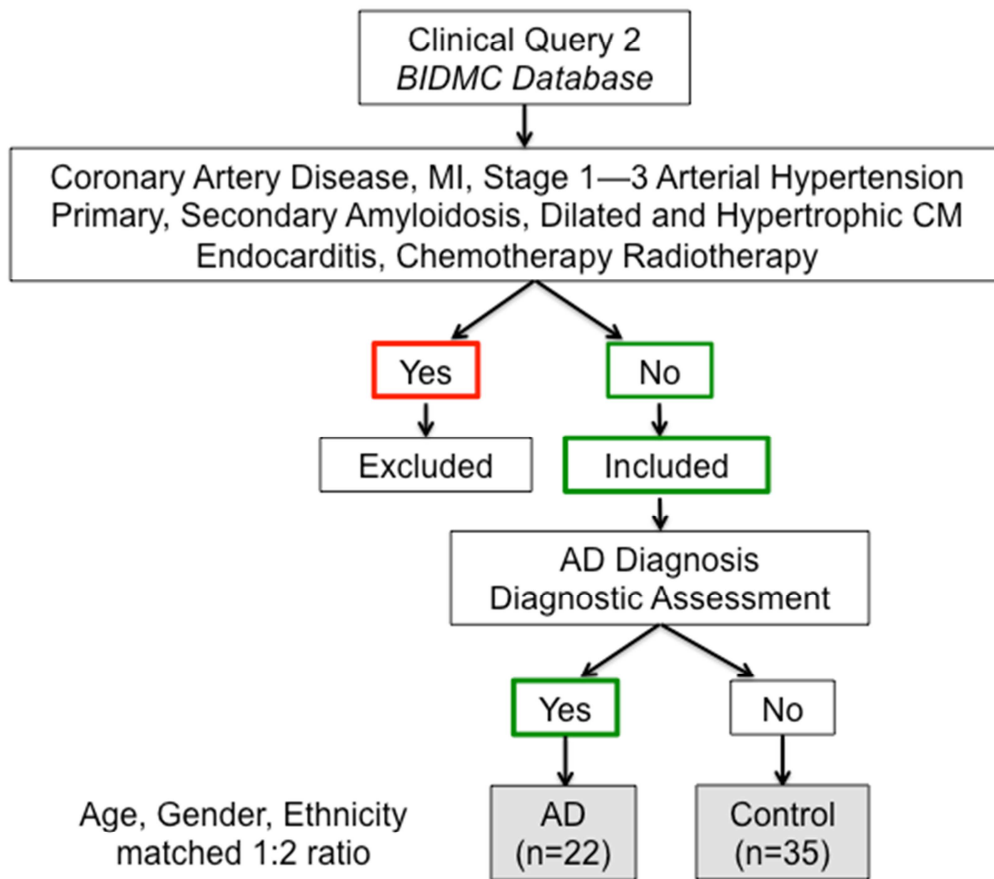 Clinical Query 2
BIDMC Database
Coronary Artery Disease, MI, Stage 1—3 Arterial Hypertension
Primary, Secondary Amyloidosis, Dilated and Hypertrophic CM
Endocarditis, Chemotherapy Radiotherapy
Yes
No
Excluded
Included
AD Diagnosis
Diagnostic Assessment
Yes
No
Age, Gender, Ethnicity
matched 1:2 ratio
AD
(n=22)
Control
(n=35)